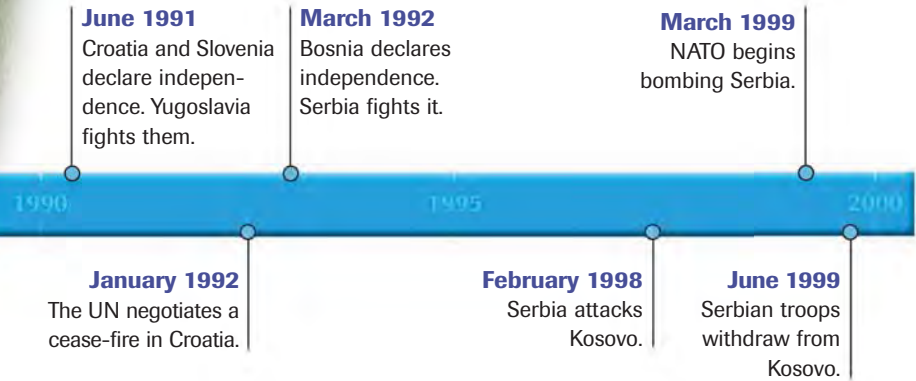 June 1991
Croatia and Slovenia
declare indepen-
dence. Yugoslavia
fights them.
March 1992
Bosnia declares
independence.
Serbia fights it.
March 1999
NATO begins
bombing Serbia.
1990
1995
2000
January 1992
The UN negotiates a
cease-fire in Croatia.
February 1998
Serbia attacks
Kosovo.
June 1999
Serbian troops
withdraw from
Kosovo.